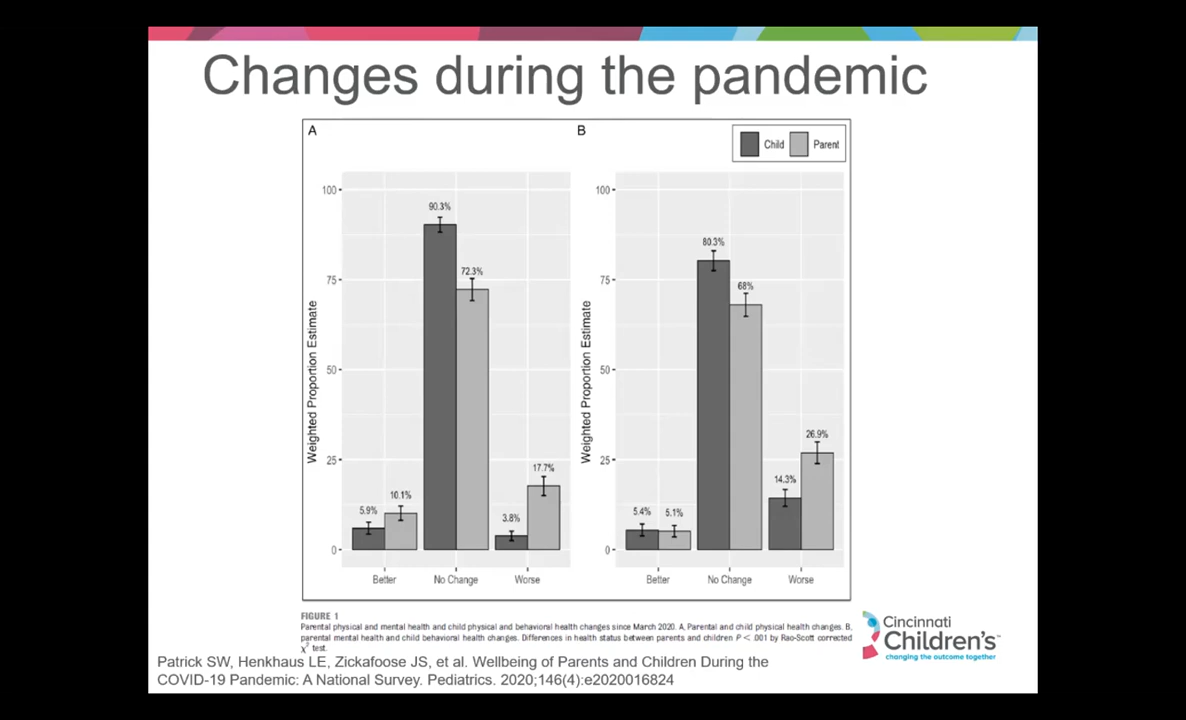 Changes during the pandemic
A
B
Child
Parent
Weighted Proportion Estimate
100
75
50
25
0
5.9%
10.1%
90.3%
72.3%
3.8%
17.7%
Better
No Change
Worse
Weighted Proportion Estimate
100
75
50
25
0
5.4%
5.1%
80.3%
68%
14.3%
26.9%
Better
No Change
Worse
FIGURE 1
Parental physical and mental health and child physical and behavioral health changes since March 2020. A, Parental and child physical health changes. B,
parental mental health and child behavioral health changes. Differences in health status between parents and children P < .001 by Rao-Scott corrected
χ² test.
Patrick SW, Henkhaus LE, Zickafoose JS, et al. Wellbeing of Parents and Children During the
COVID-19 Pandemic: A National Survey. Pediatrics. 2020;146(4):e2020016824
Cincinnati
Children's™
changing the outcome together